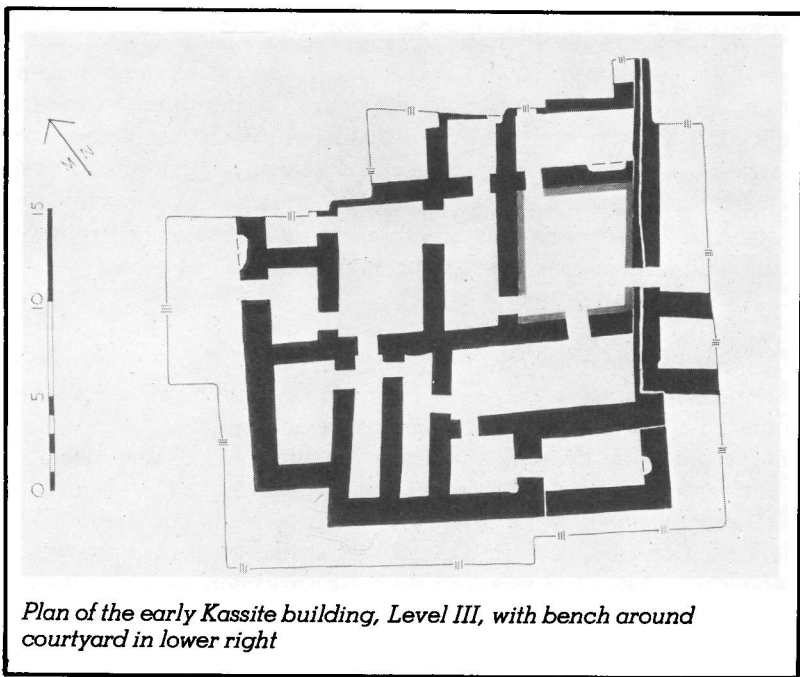 M N
15
10
5
0
Plan of the early Kassite building, Level III, with bench around
courtyard in lower right